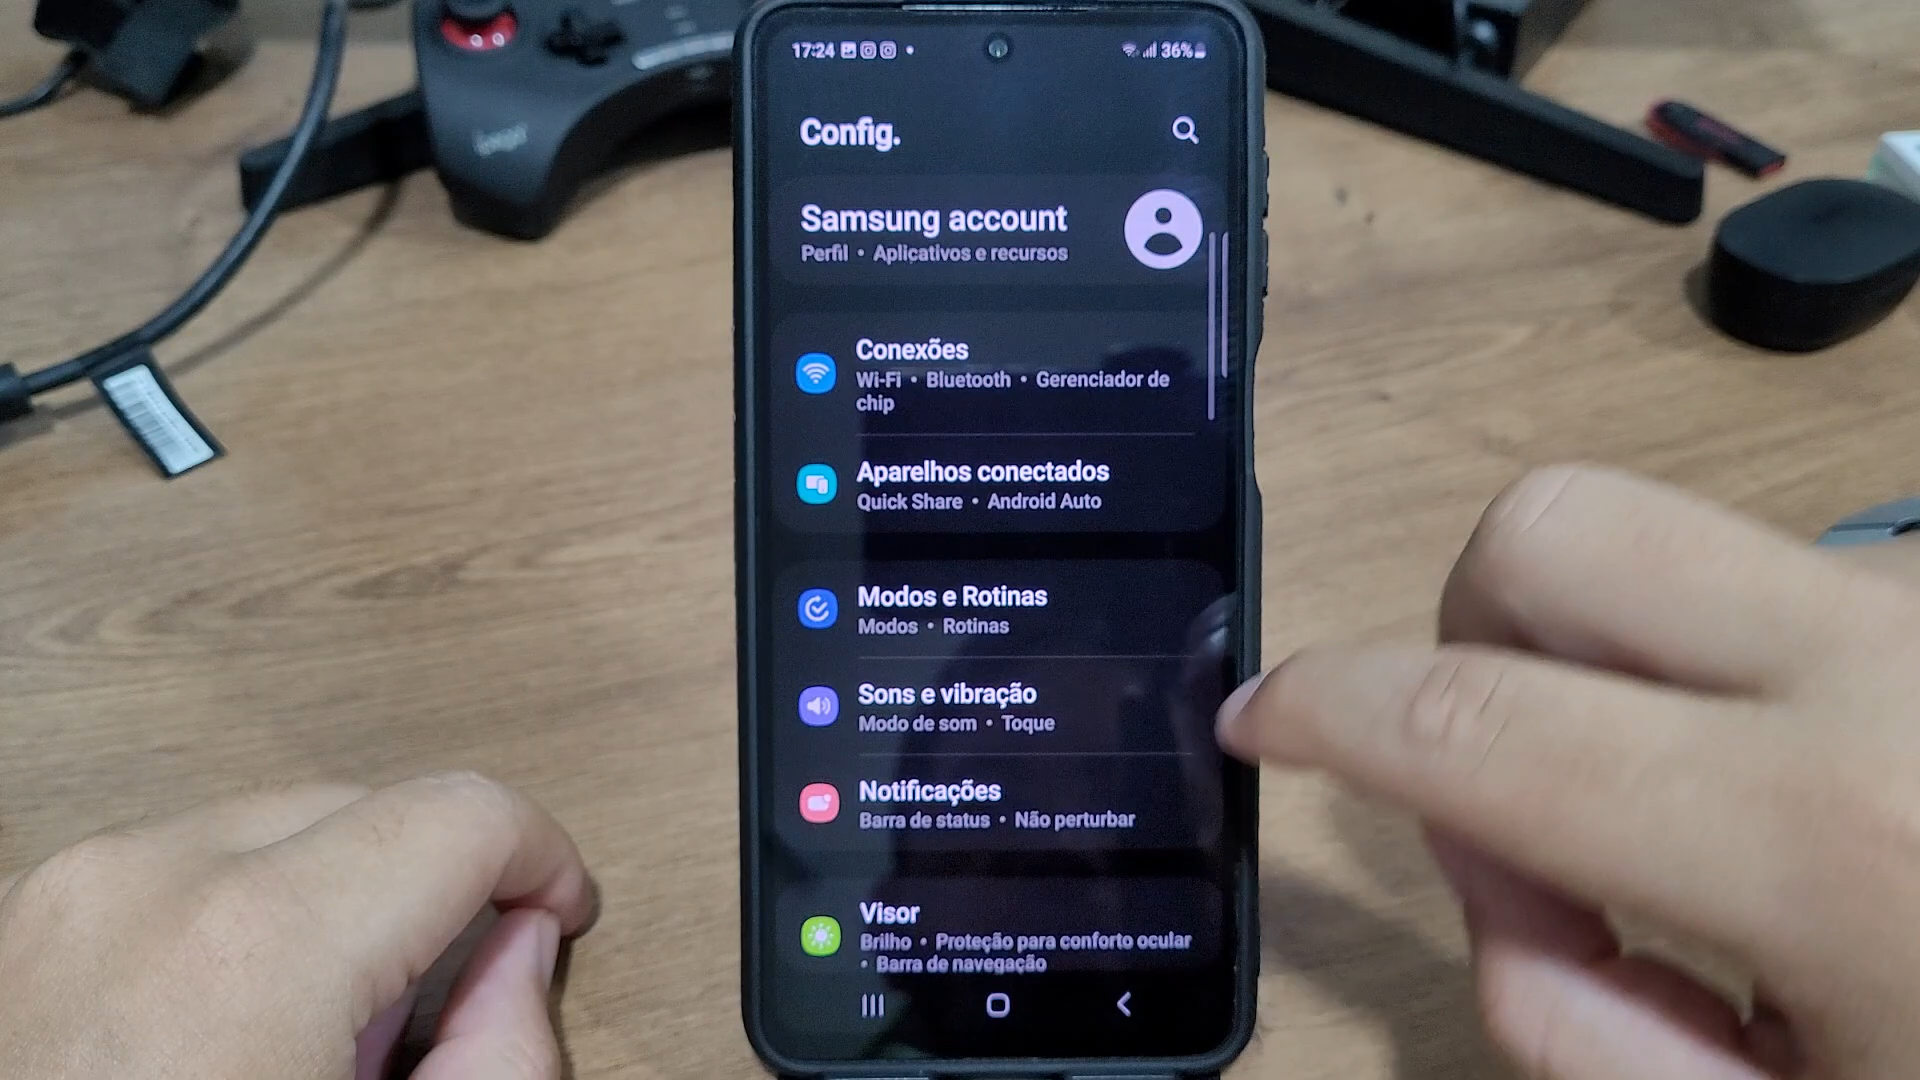 17:24
36%
Config.
Samsung account
Perfil • Aplicativos e recursos
Conexões
Wi-Fi • Bluetooth • Gerenciador de
chip
Aparelhos conectados
Quick Share • Android Auto
Modos e Rotinas
Modos • Rotinas
Sons e vibração
Modo de som • Toque
Notificações
Barra de status • Não perturbar
Visor
Brilho • Proteção para conforto ocular
• Barra de navegação